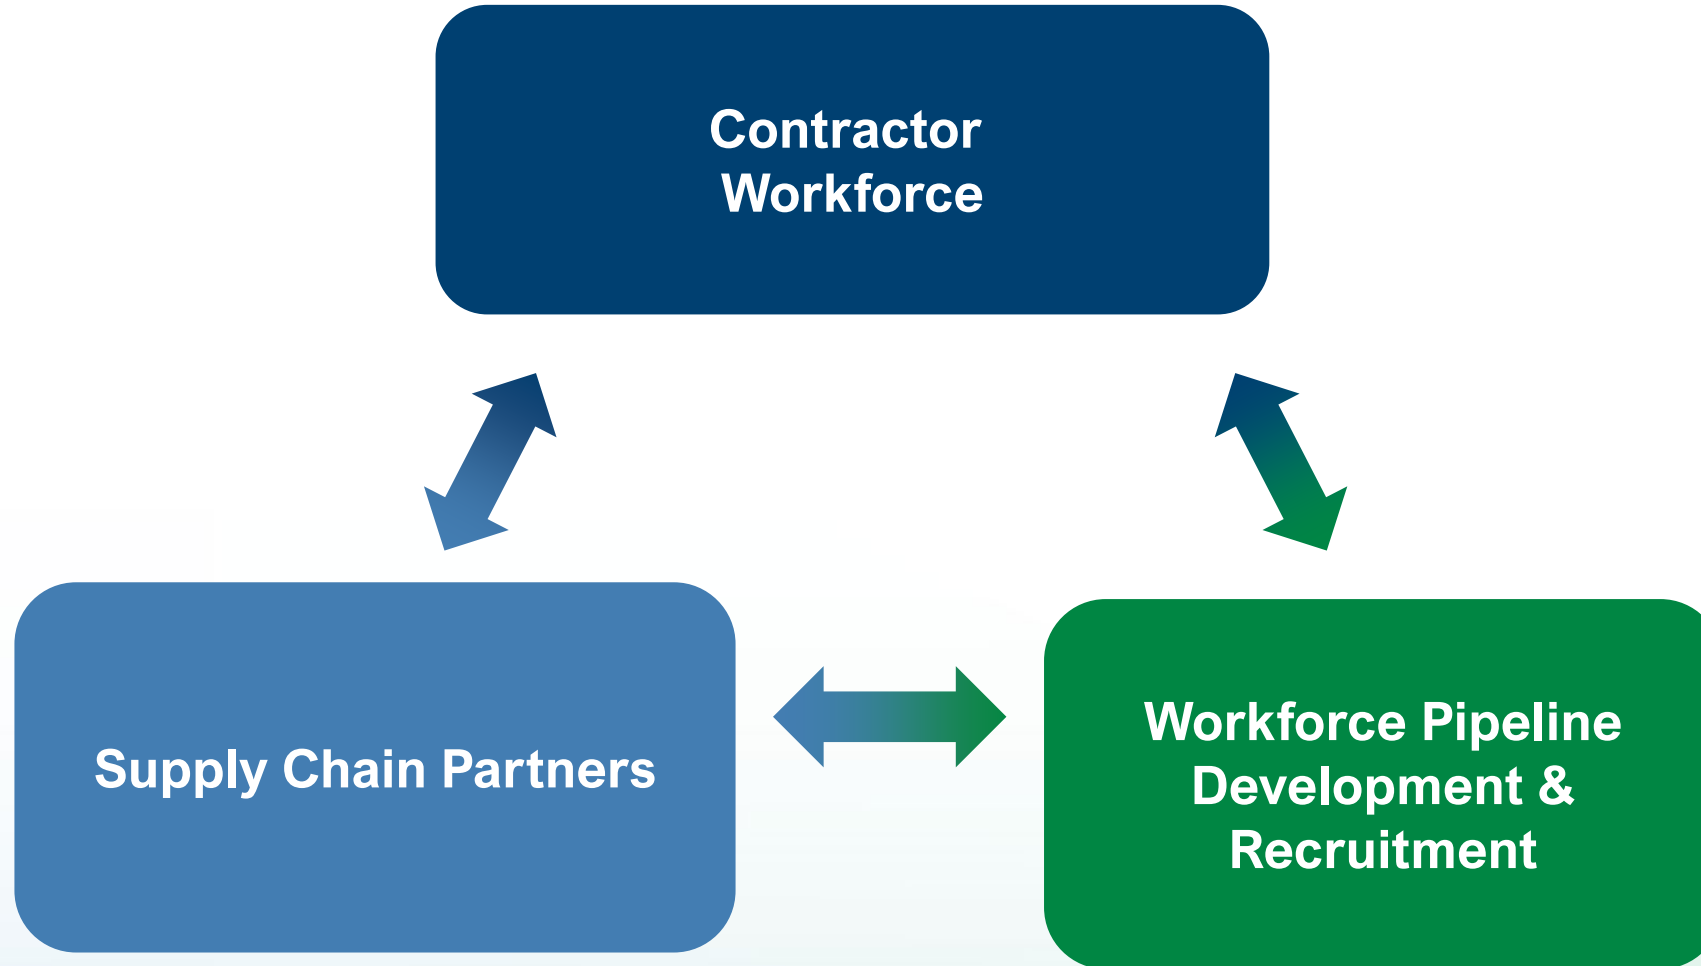 Contractor
Workforce
Supply Chain Partners
Workforce Pipeline
Development &
Recruitment